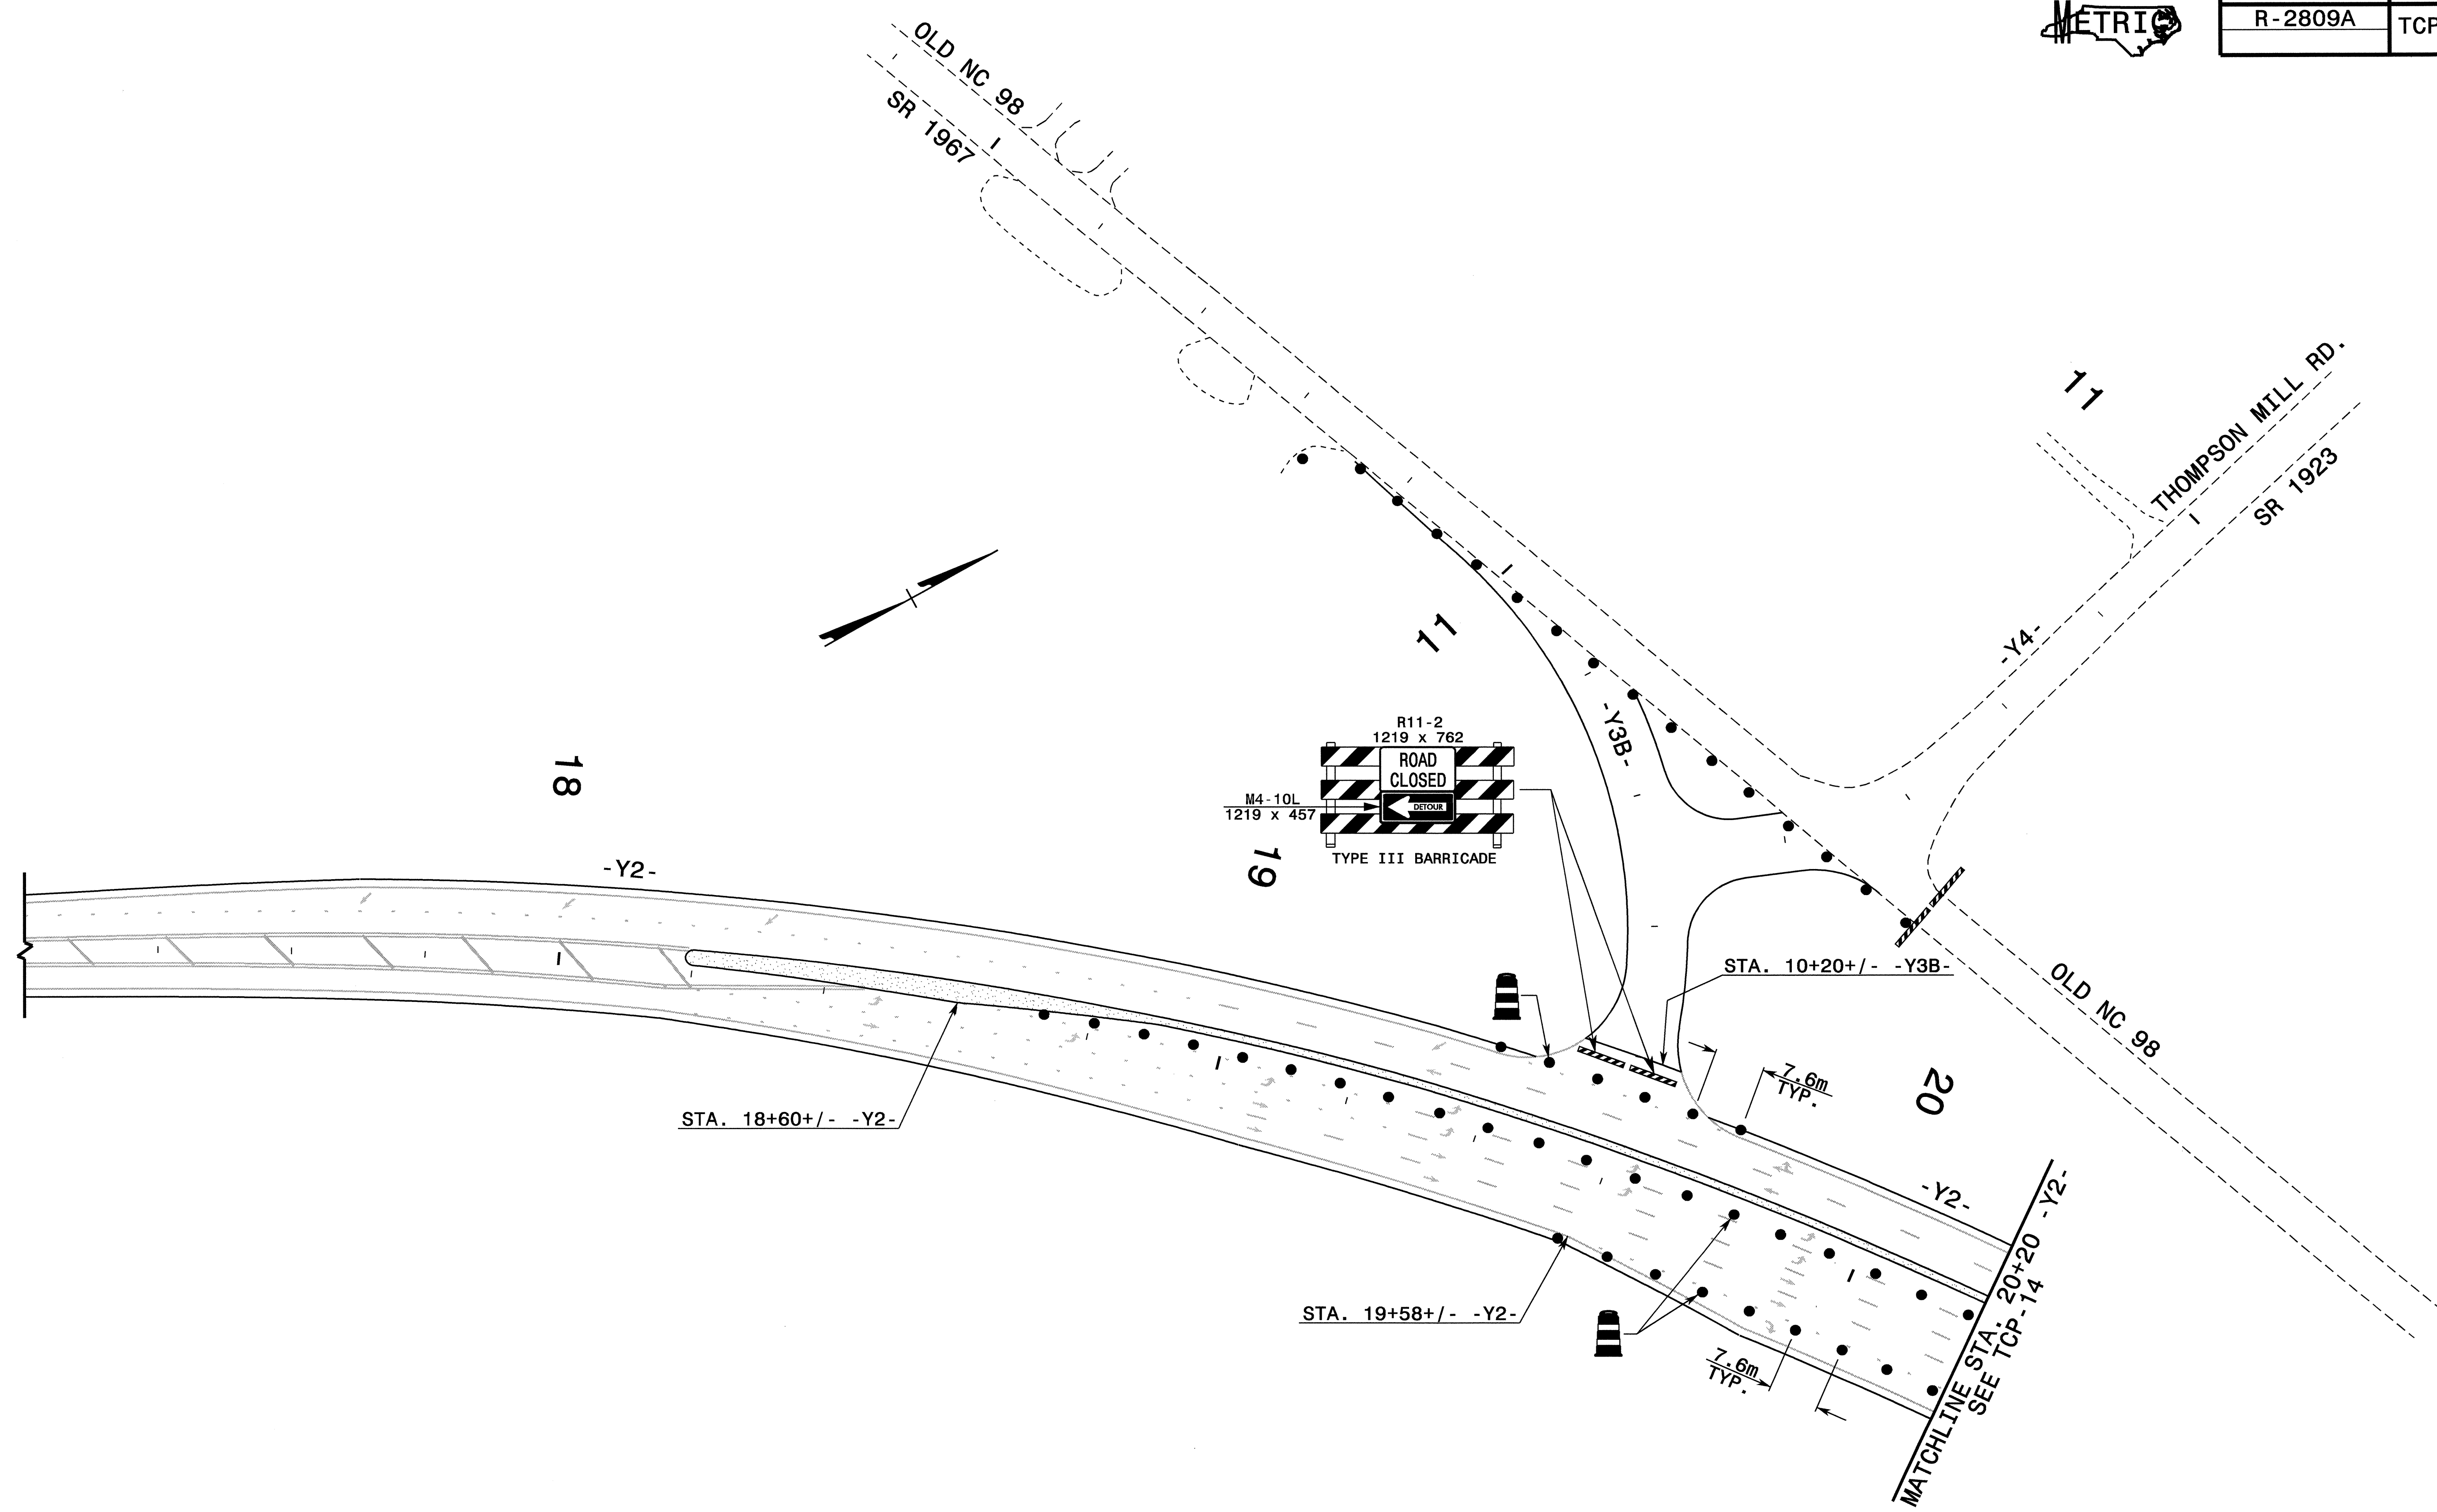 METRIC
R-2809A
TCP
OLD NC 98
SR 1967
11
THOMPSON MILL RD.
SR 1923
-Y4-
11
-Y3B-
R11-2
1219 x 762
ROAD
CLOSED
M4-10L
1219 x 457
DETOUR
TYPE III BARRICADE
18
19
-Y2-
STA. 10+20+/- -Y3B-
OLD NC 98
7.6m
TYP.
20
STA. 18+60+/- -Y2-
-Y2-
STA. 19+58+/- -Y2-
7.6m
TYP.
MATCHLINE STA. 20+20 -Y2-
SEE TCP-14